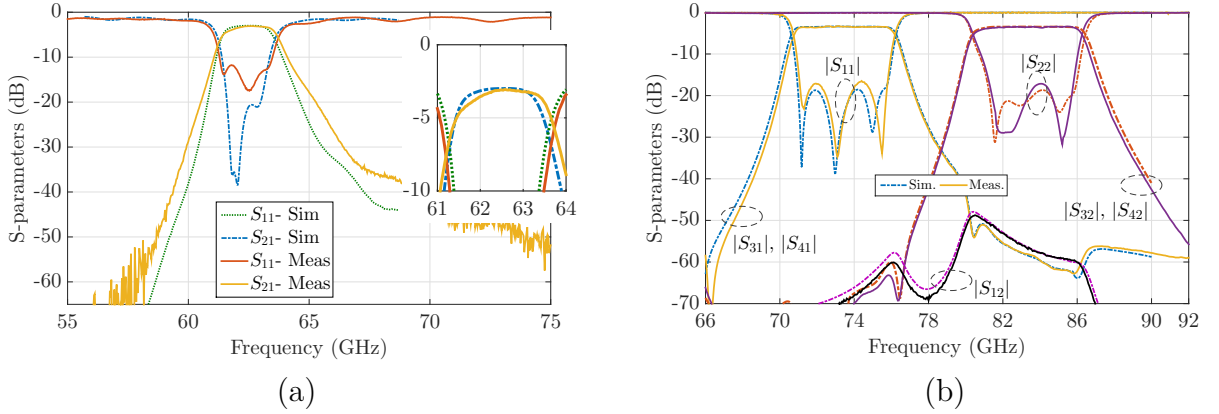 0
-10
-20
-30
-40
-50
-60
S-parameters (dB)
55 60 65 70 75
Frequency (GHz)
S11- Sim
S21- Sim
S11- Meas
S21- Meas
0
-5
-10
61 62 63 64
(a)
0
-10
-20
-30
-40
-50
-60
-70
S-parameters (dB)
66 70 74 78 82 86 90 92
Frequency (GHz)
|S11|
|S22|
Sim. Meas.
|S31|, |S41|
|S32|, |S42|
|S12|
(b)